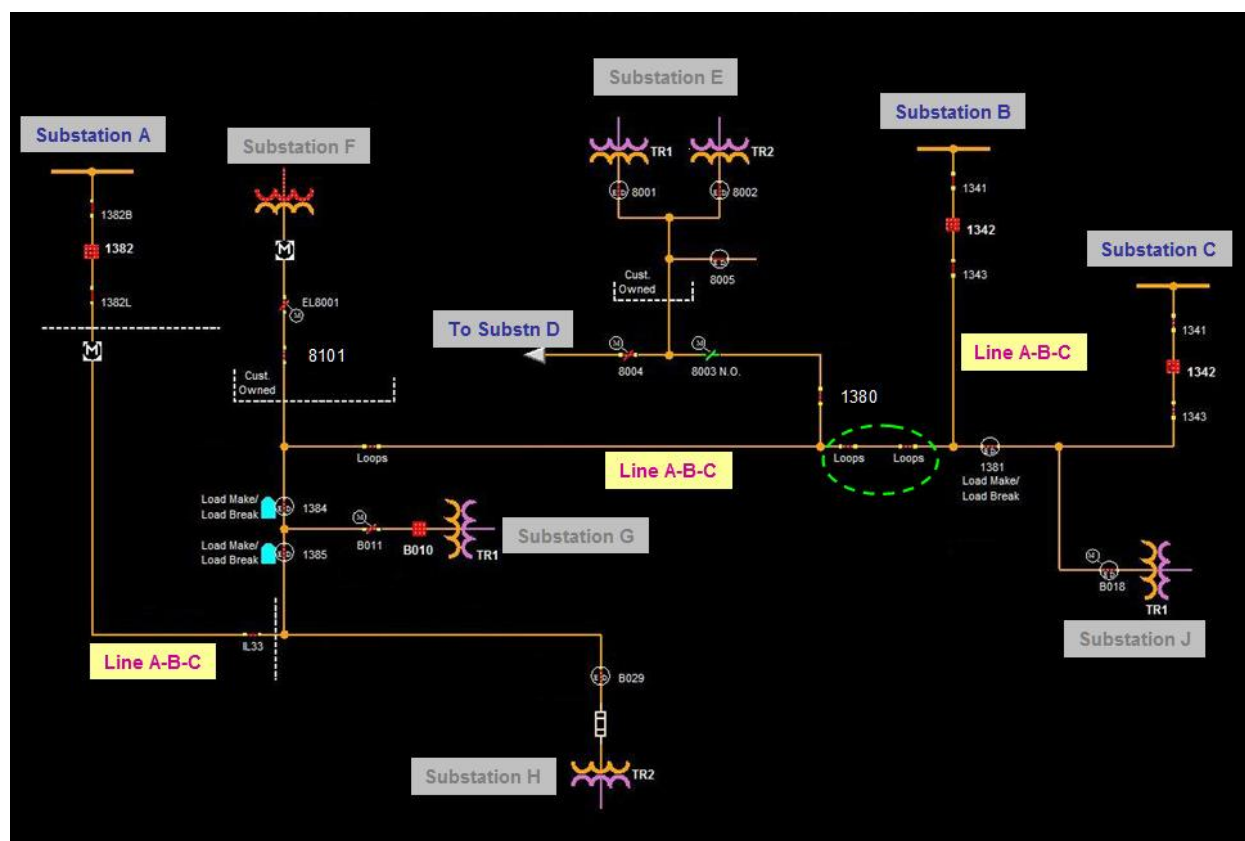 Substation E
Substation B
Substation A
Substation F
TR1
TR2
8001
8002
1341
1382B
1342
1382
Substation C
1343
Cust.
Owned
8005
1382L
EL8001
To Substn D
1341
Line A-B-C
8101
8004
8003 N.O.
1342
Cust.
Owned
1380
1343
Loops
Line A-B-C
Loops
Loops
1381
Load Make/
Load Break
Load Make/
Load Break
1384
Load Make/
Load Break
1385
B011
B010
TR1
Substation G
B018
TR1
Substation J
IL33
Line A-B-C
B029
Substation H
TR2